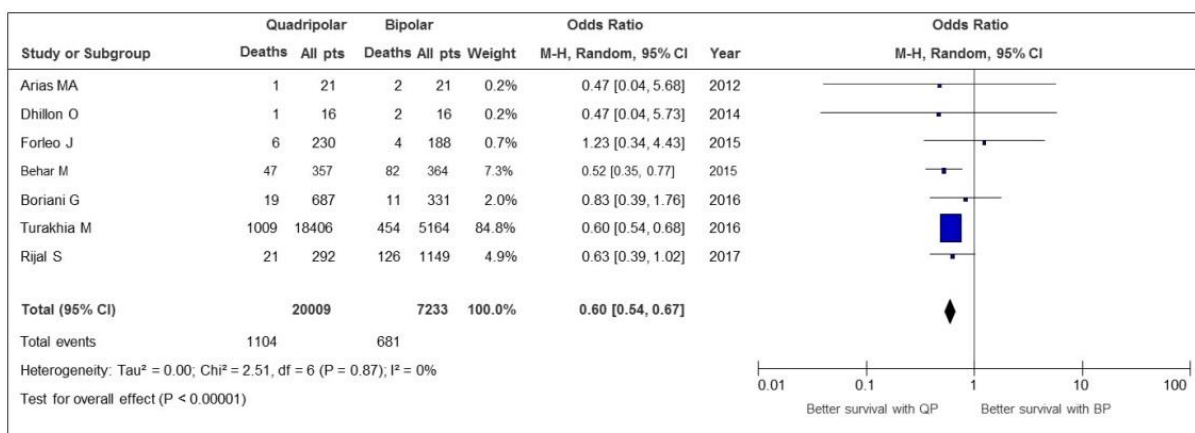 Quadripolar Bipolar Odds Ratio Odds Ratio
Study or Subgroup Deaths All pts Deaths All pts Weight M-H, Random, 95% CI Year M-H, Random, 95% CI
Arias MA 1 21 2 21 0.2% 0.47 [0.04, 5.68] 2012
Dhillon O 1 16 2 16 0.2% 0.47 [0.04, 5.73] 2014
Forleo J 6 230 4 188 0.7% 1.23 [0.34, 4.43] 2015
Behar M 47 357 82 364 7.3% 0.52 [0.35, 0.77] 2015
Boriani G 19 687 11 331 2.0% 0.83 [0.39, 1.76] 2016
Turakhia M 1009 18406 454 5164 84.8% 0.60 [0.54, 0.68] 2016
Rijal S 21 292 126 1149 4.9% 0.63 [0.39, 1.02] 2017
Total (95% CI) 20009 7233 100.0% 0.60 [0.54, 0.67]
Total events 1104 681
Heterogeneity: Tau² = 0.00; Chi² = 2.51, df = 6 (P = 0.87); I² = 0%
Test for overall effect (P < 0.00001)
0.01 0.1 1 10 100
Better survival with QP Better survival with BP